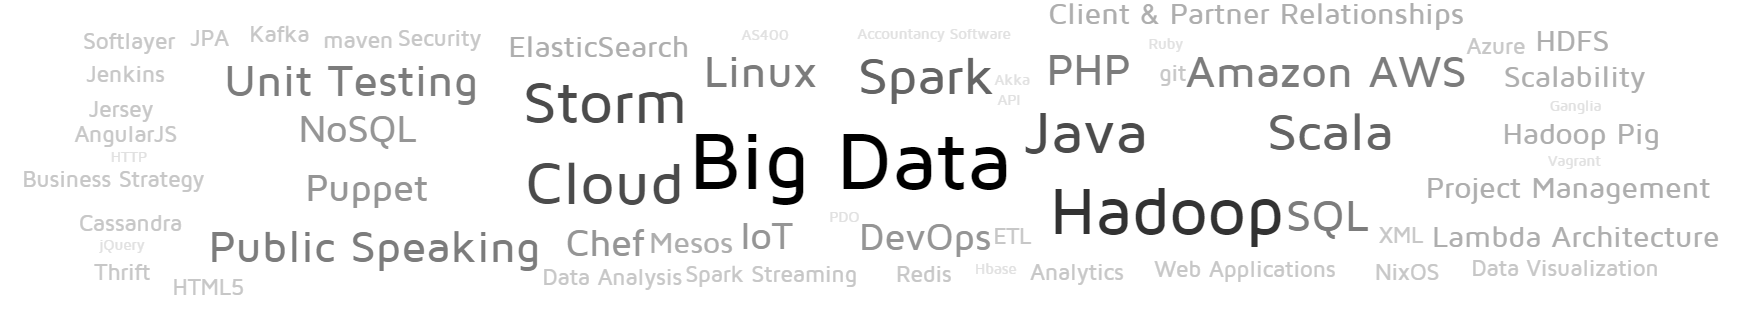 Client & Partner Relationships
Softlayer JPA Kafka maven Security ElasticSearch AS400 Accountancy Software Ruby Azure HDFS
Jenkins Unit Testing Linux Spark Akka PHP git Amazon AWS Scalability
Jersey Storm API Ganglia
AngularJS NoSQL Big Data Java Scala Hadoop Pig
HTTP Vagrant
Business Strategy Puppet Cloud Project Management
Cassandra PDO Hadoop SQL
jQuery Public Speaking Chef Mesos IoT DevOps ETL XML Lambda Architecture
Thrift Data Analysis Spark Streaming Redis Hbase Analytics Web Applications NixOS Data Visualization
HTML5